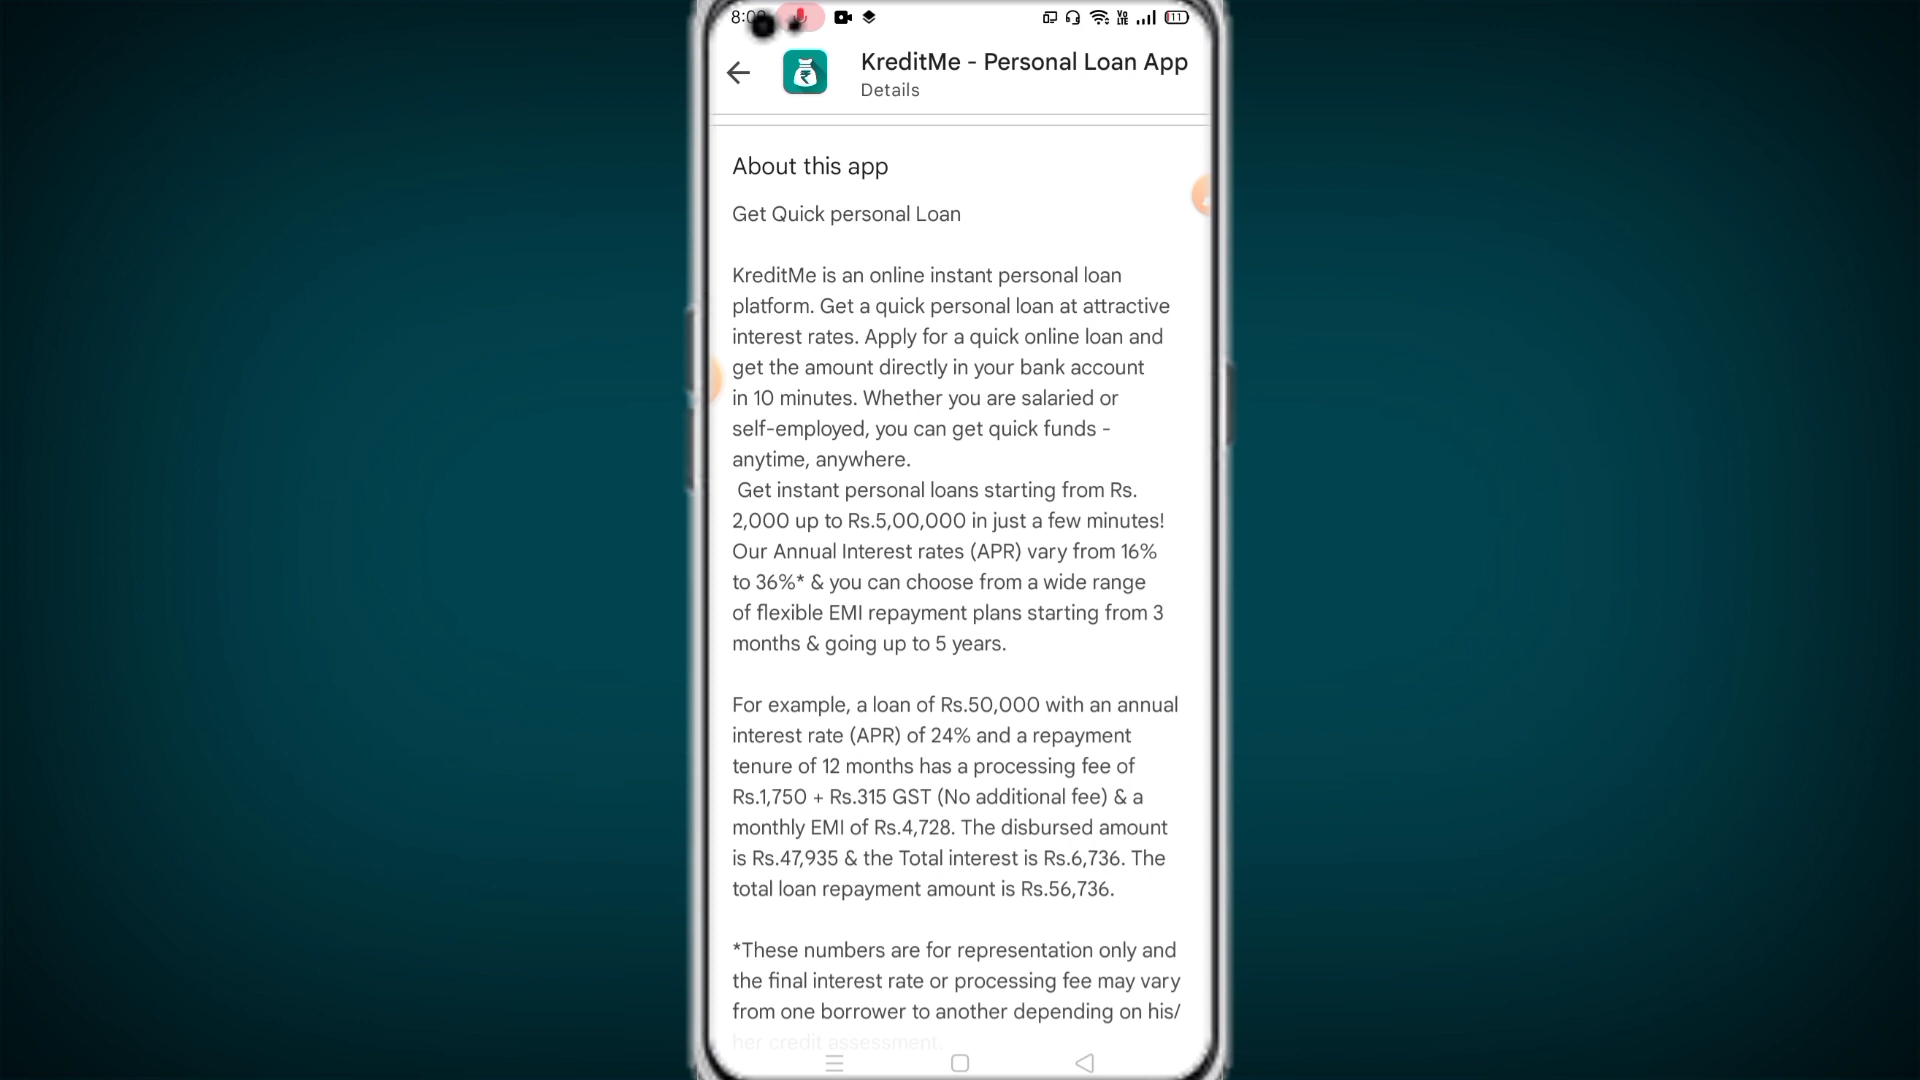 KreditMe - Personal Loan App
Details
About this app
Get Quick personal Loan
KreditMe is an online instant personal loan
platform. Get a quick personal loan at attractive
interest rates. Apply for a quick online loan and
get the amount directly in your bank account
in 10 minutes. Whether you are salaried or
self-employed, you can get quick funds -
anytime, anywhere.
Get instant personal loans starting from Rs.
2,000 up to Rs.5,00,000 in just a few minutes!
Our Annual Interest rates (APR) vary from 16%
to 36%* & you can choose from a wide range
of flexible EMI repayment plans starting from 3
months & going up to 5 years.
For example, a loan of Rs.50,000 with an annual
interest rate (APR) of 24% and a repayment
tenure of 12 months has a processing fee of
Rs.1,750 + Rs.315 GST (No additional fee) & a
monthly EMI of Rs.4,728. The disbursed amount
is Rs.47,935 & the Total interest is Rs.6,736. The
total loan repayment amount is Rs.56,736.
*These numbers are for representation only and
the final interest rate or processing fee may vary
from one borrower to another depending on his/
her credit assessment.